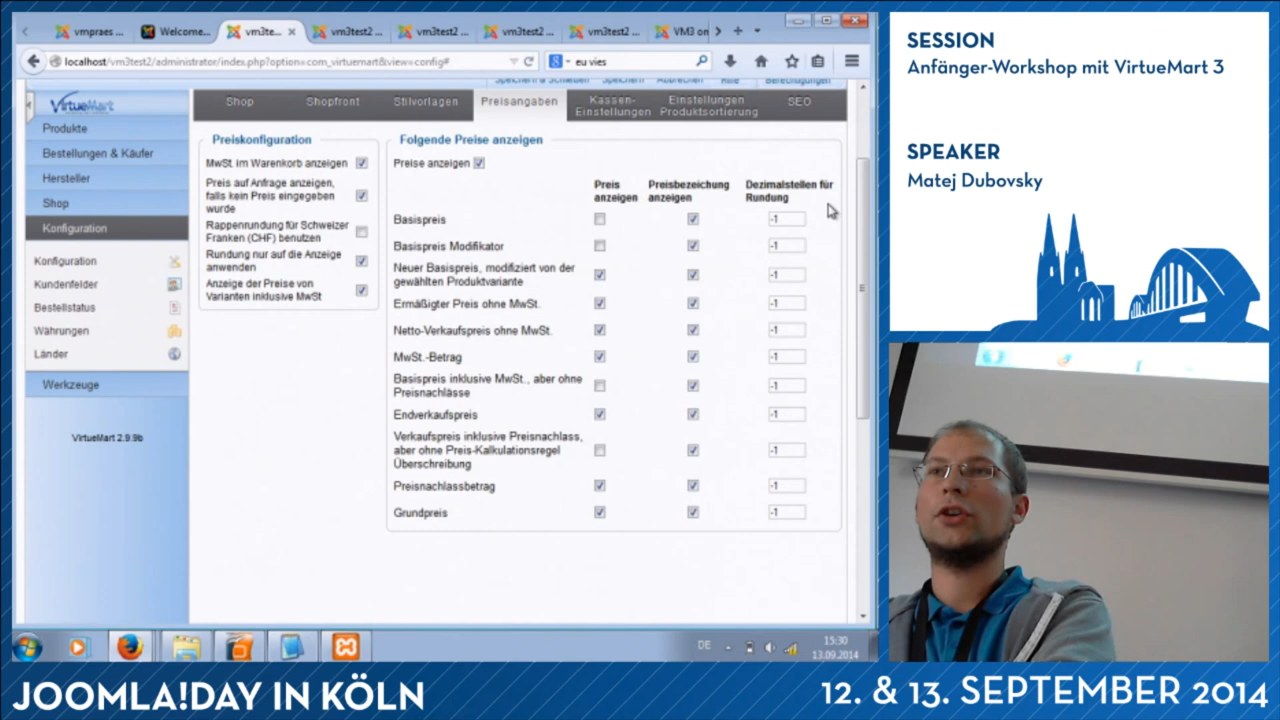 vmpraes ...
Welcome...
vm3te...
vm3test2 ...
vm3test2 ...
vm3test2 ...
vm3test2 ...
VM3 on
localhost/vm3test2/administrator/index.php?option=com_virtuemart&view=config#
eu vies
Speichern & Schließen
Speichern
Abbrechen
Hilfe
Berechtigungen
VirtueMart
Produkte
Bestellungen & Käufer
Hersteller
Shop
Konfiguration
Konfiguration
Kundenfelder
Bestellstatus
Währungen
Länder
Werkzeuge
VirtueMart 2.9.9b
Shop
Shopfront
Stilvorlagen
Preisangaben
Kassen-
Einstellungen
Einstellungen
Produktsortierung
SEO
Preiskonfiguration
MwSt. im Warenkorb anzeigen
Preis auf Anfrage anzeigen,
falls kein Preis eingegeben
wurde
Rappenrundung für Schweizer
Franken (CHF) benutzen
Rundung nur auf die Anzeige
anwenden
Anzeige der Preise von
Varianten inklusive MwSt
Folgende Preise anzeigen
Preise anzeigen
Preis
anzeigen
Preisbezeichung
anzeigen
Dezimalstellen für
Rundung
Basispreis
-1
Basispreis Modifikator
-1
Neuer Basispreis, modifiziert von der
gewählten Produktvariante
-1
Ermäßigter Preis ohne MwSt.
-1
Netto-Verkaufspreis ohne MwSt.
-1
MwSt.-Betrag
-1
Basispreis inklusive MwSt., aber ohne
Preisnachlässe
-1
Endverkaufspreis
-1
Verkaufspreis inklusive Preisnachlass,
aber ohne Preis-Kalkulationsregel
Überschreibung
-1
Preisnachlassbetrag
-1
Grundpreis
-1
DE
15:30
13.09.2014
SESSION
Anfänger-Workshop mit VirtueMart 3
SPEAKER
Matej Dubovsky
JOOMLA!DAY IN KÖLN
12. & 13. SEPTEMBER 2014